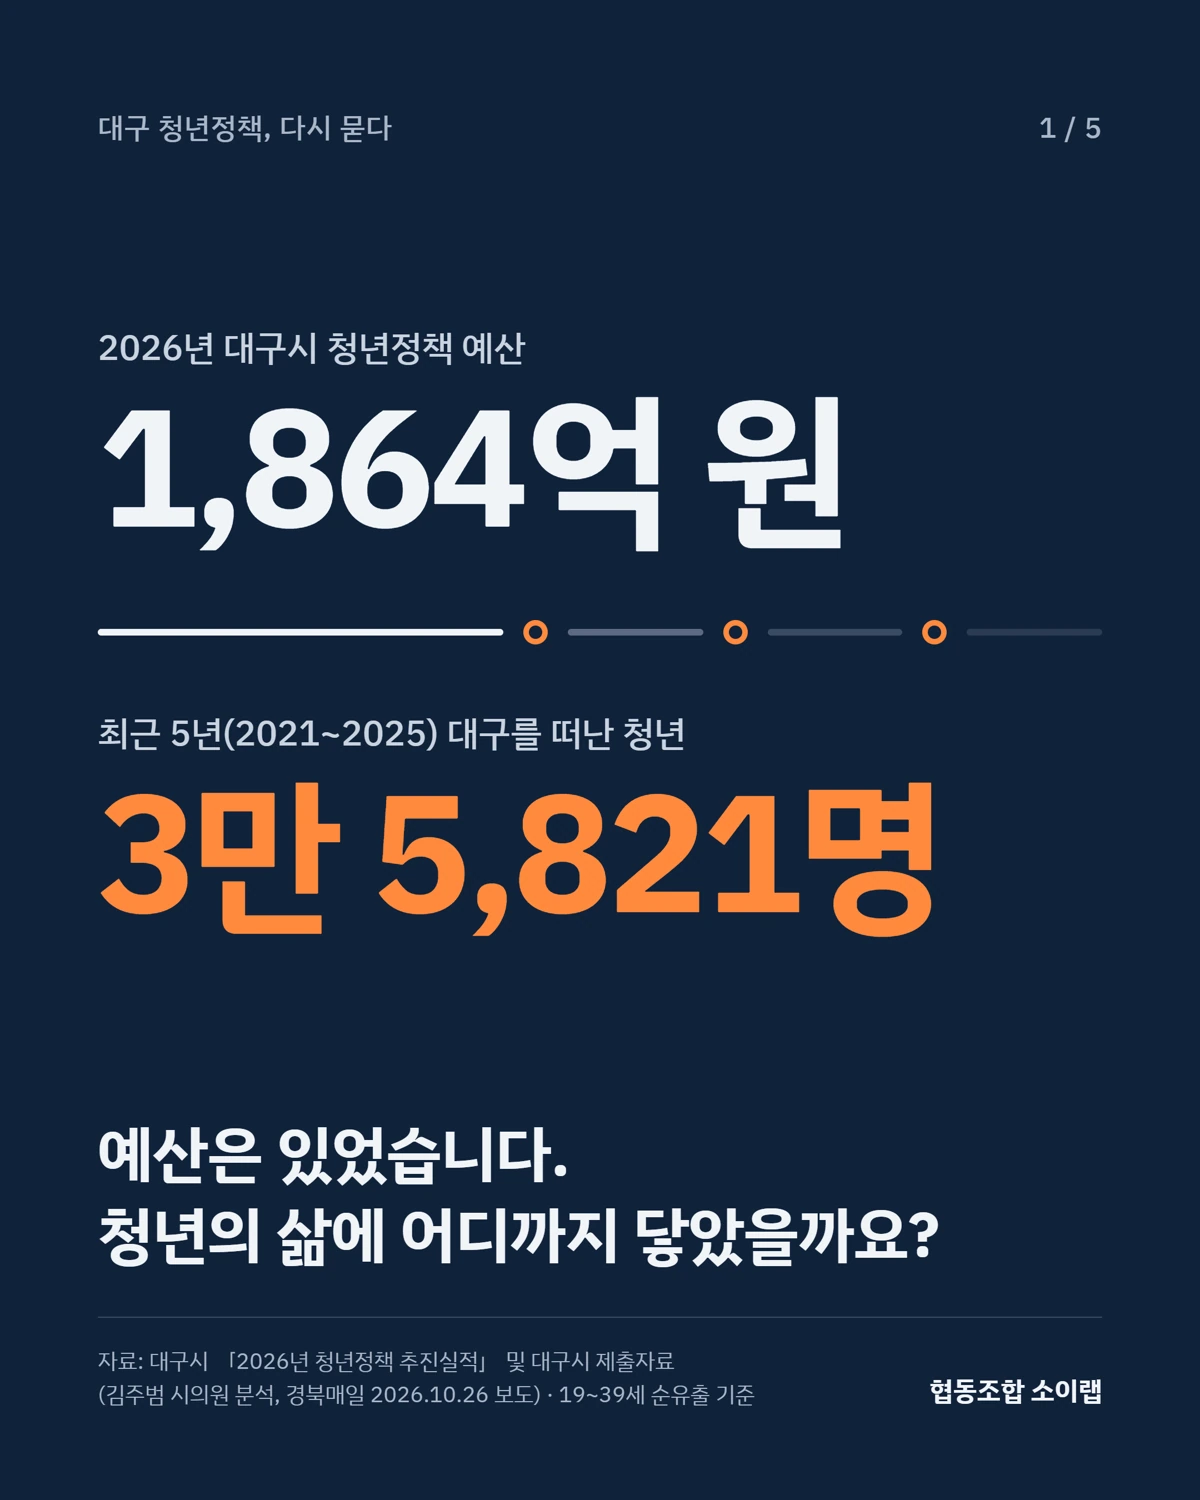 대구 청년정책, 다시 묻다
1 / 5
2026년 대구시 청년정책 예산
1,864억 원
최근 5년(2021~2025) 대구를 떠난 청년
3만 5,821명
예산은 있었습니다.
청년의 삶에 어디까지 닿았을까요?
자료: 대구시 「2026년 청년정책 추진실적」 및 대구시 제출자료
(김주범 시의원 분석, 경북매일 2026.10.26 보도) · 19~39세 순유출 기준
협동조합 소이랩